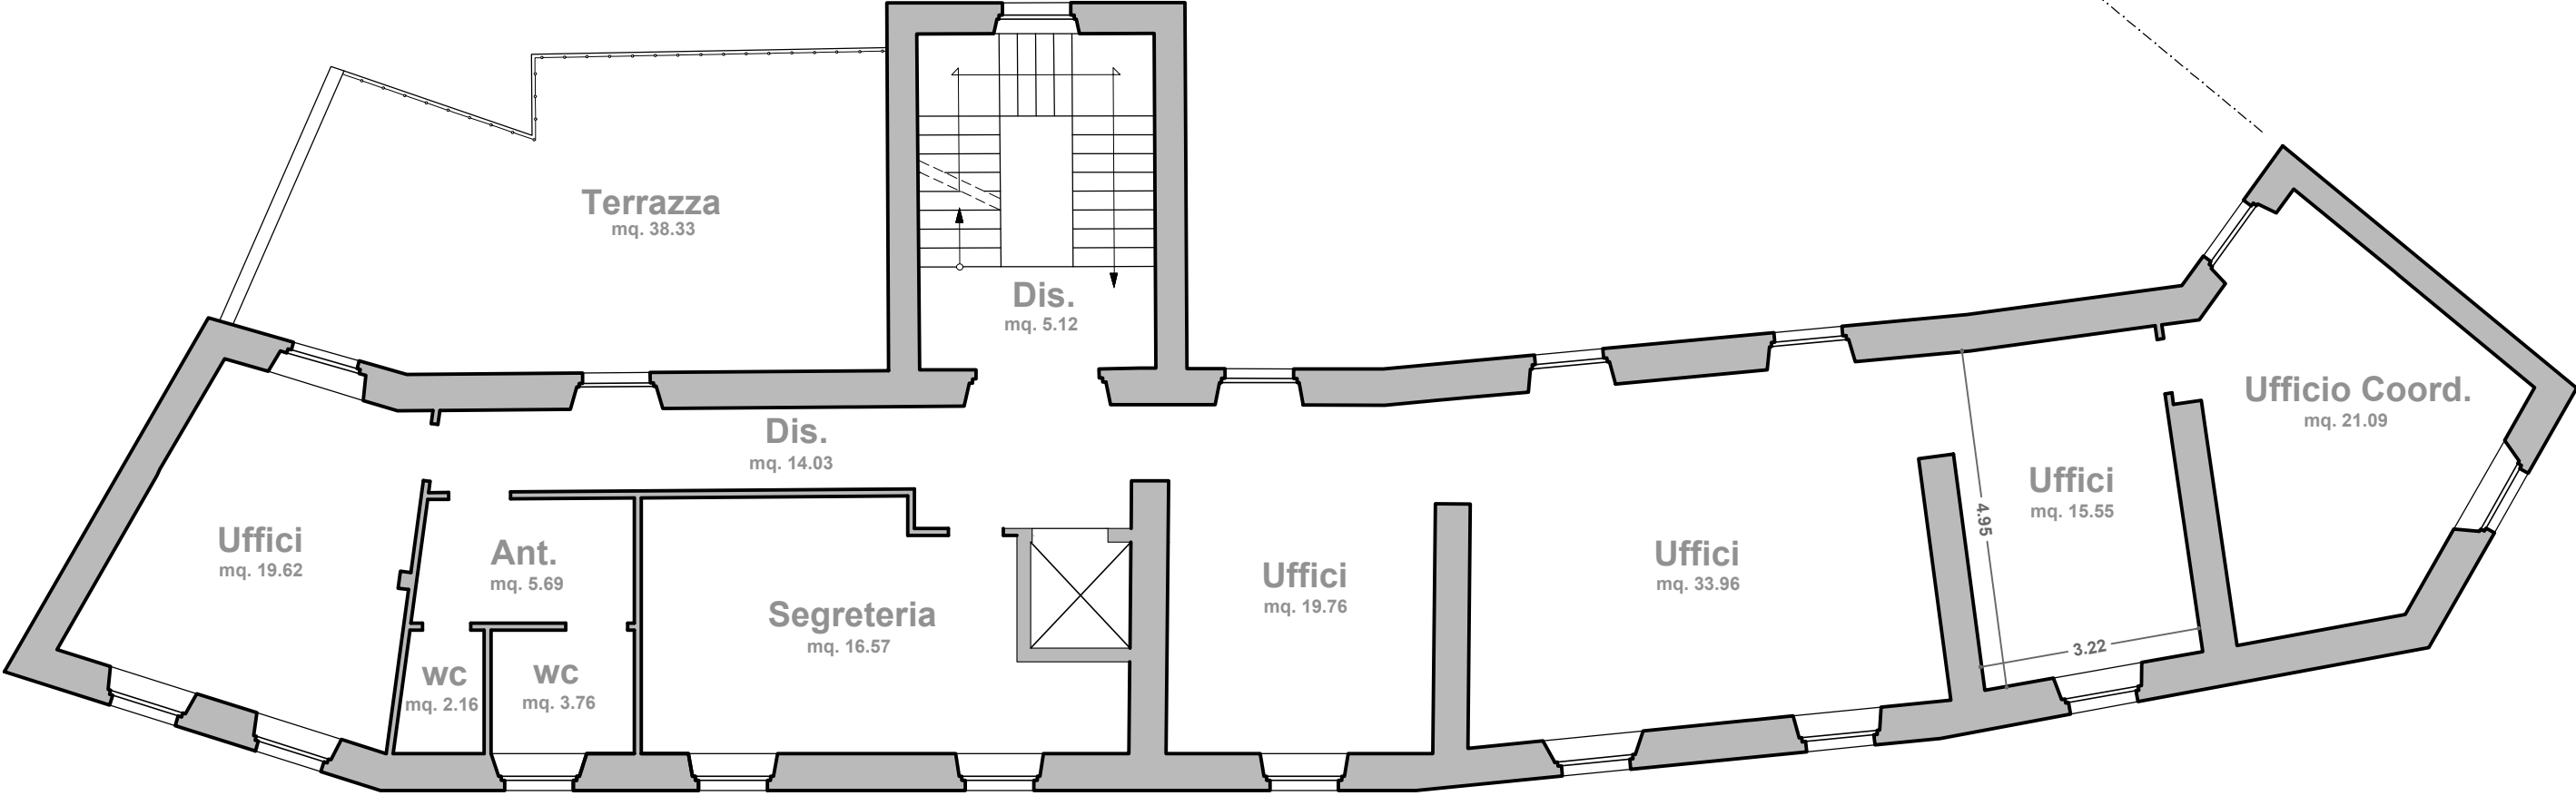 Terrazza
mq. 38.33
Dis.
mq. 5.12
Dis.
mq. 14.03
Uffici
mq. 19.62
Ant.
mq. 5.69
wc
mq. 2.16
wc
mq. 3.76
Segreteria
mq. 16.57
Uffici
mq. 19.76
Uffici
mq. 33.96
4.95
Uffici
mq. 15.55
3.22
Ufficio Coord.
mq. 21.09